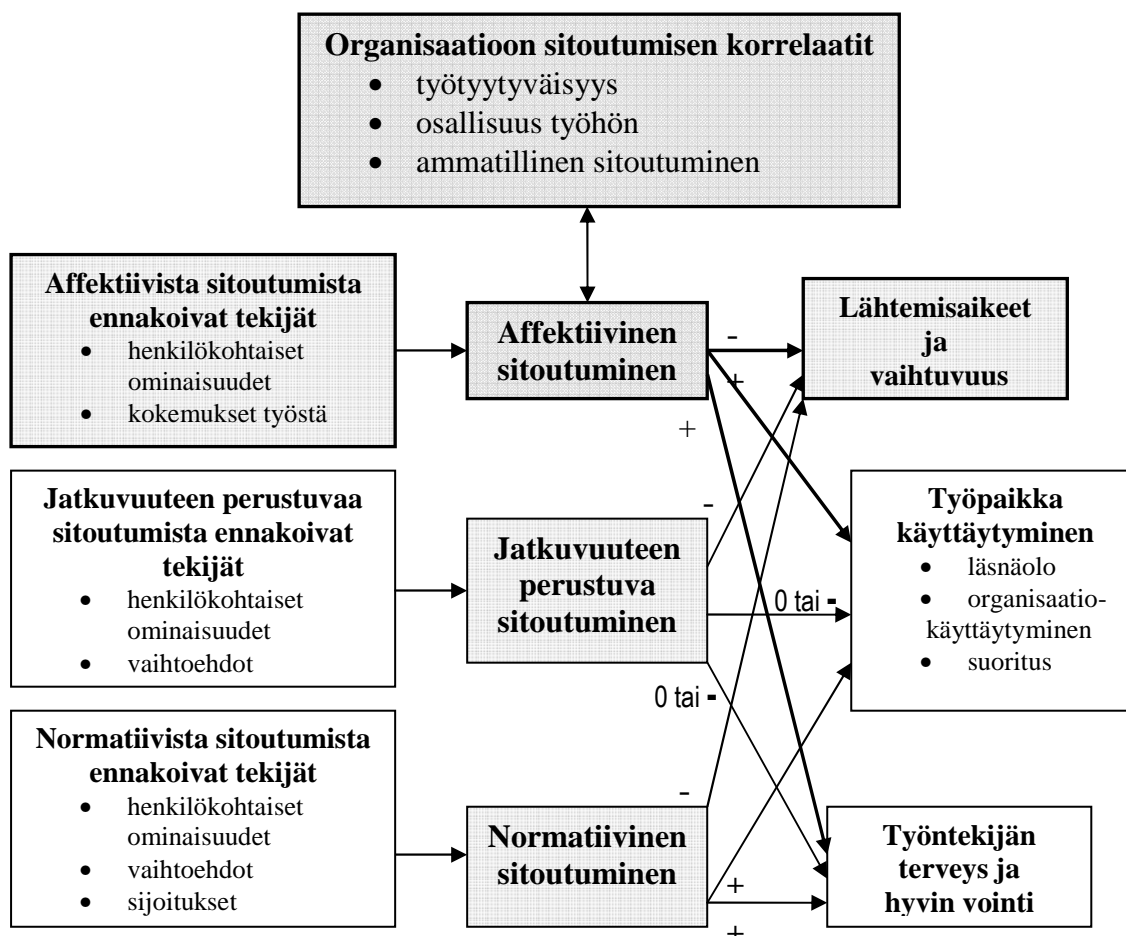 Organisaatioon sitoutumisen korrelaatit
• työtyytyväisyys
• osallisuus työhön
• ammatillinen sitoutuminen
Affektiivista sitoutumista
ennakoivat tekijät
• henkilökohtaiset
ominaisuudet
• kokemukset työstä
Affektiivinen
sitoutuminen
-
+
+
Lähtemisaikeet
ja
vaihtuvuus
Jatkuvuuteen perustuvaa
sitoutumista ennakoivat
tekijät
• henkilökohtaiset
ominaisuudet
• vaihtoehdot
Jatkuvuuteen
perustuva
sitoutuminen
-
0 tai -
0 tai -
Työpaikka
käyttäytyminen
• läsnäolo
• organisaatio-
käyttäytyminen
• suoritus
Normatiivista sitoutumista
ennakoivat tekijät
• henkilökohtaiset
ominaisuudet
• vaihtoehdot
• sijoitukset
Normatiivinen
sitoutuminen
-
+
+
Työntekijän
terveys ja
hyvin vointi